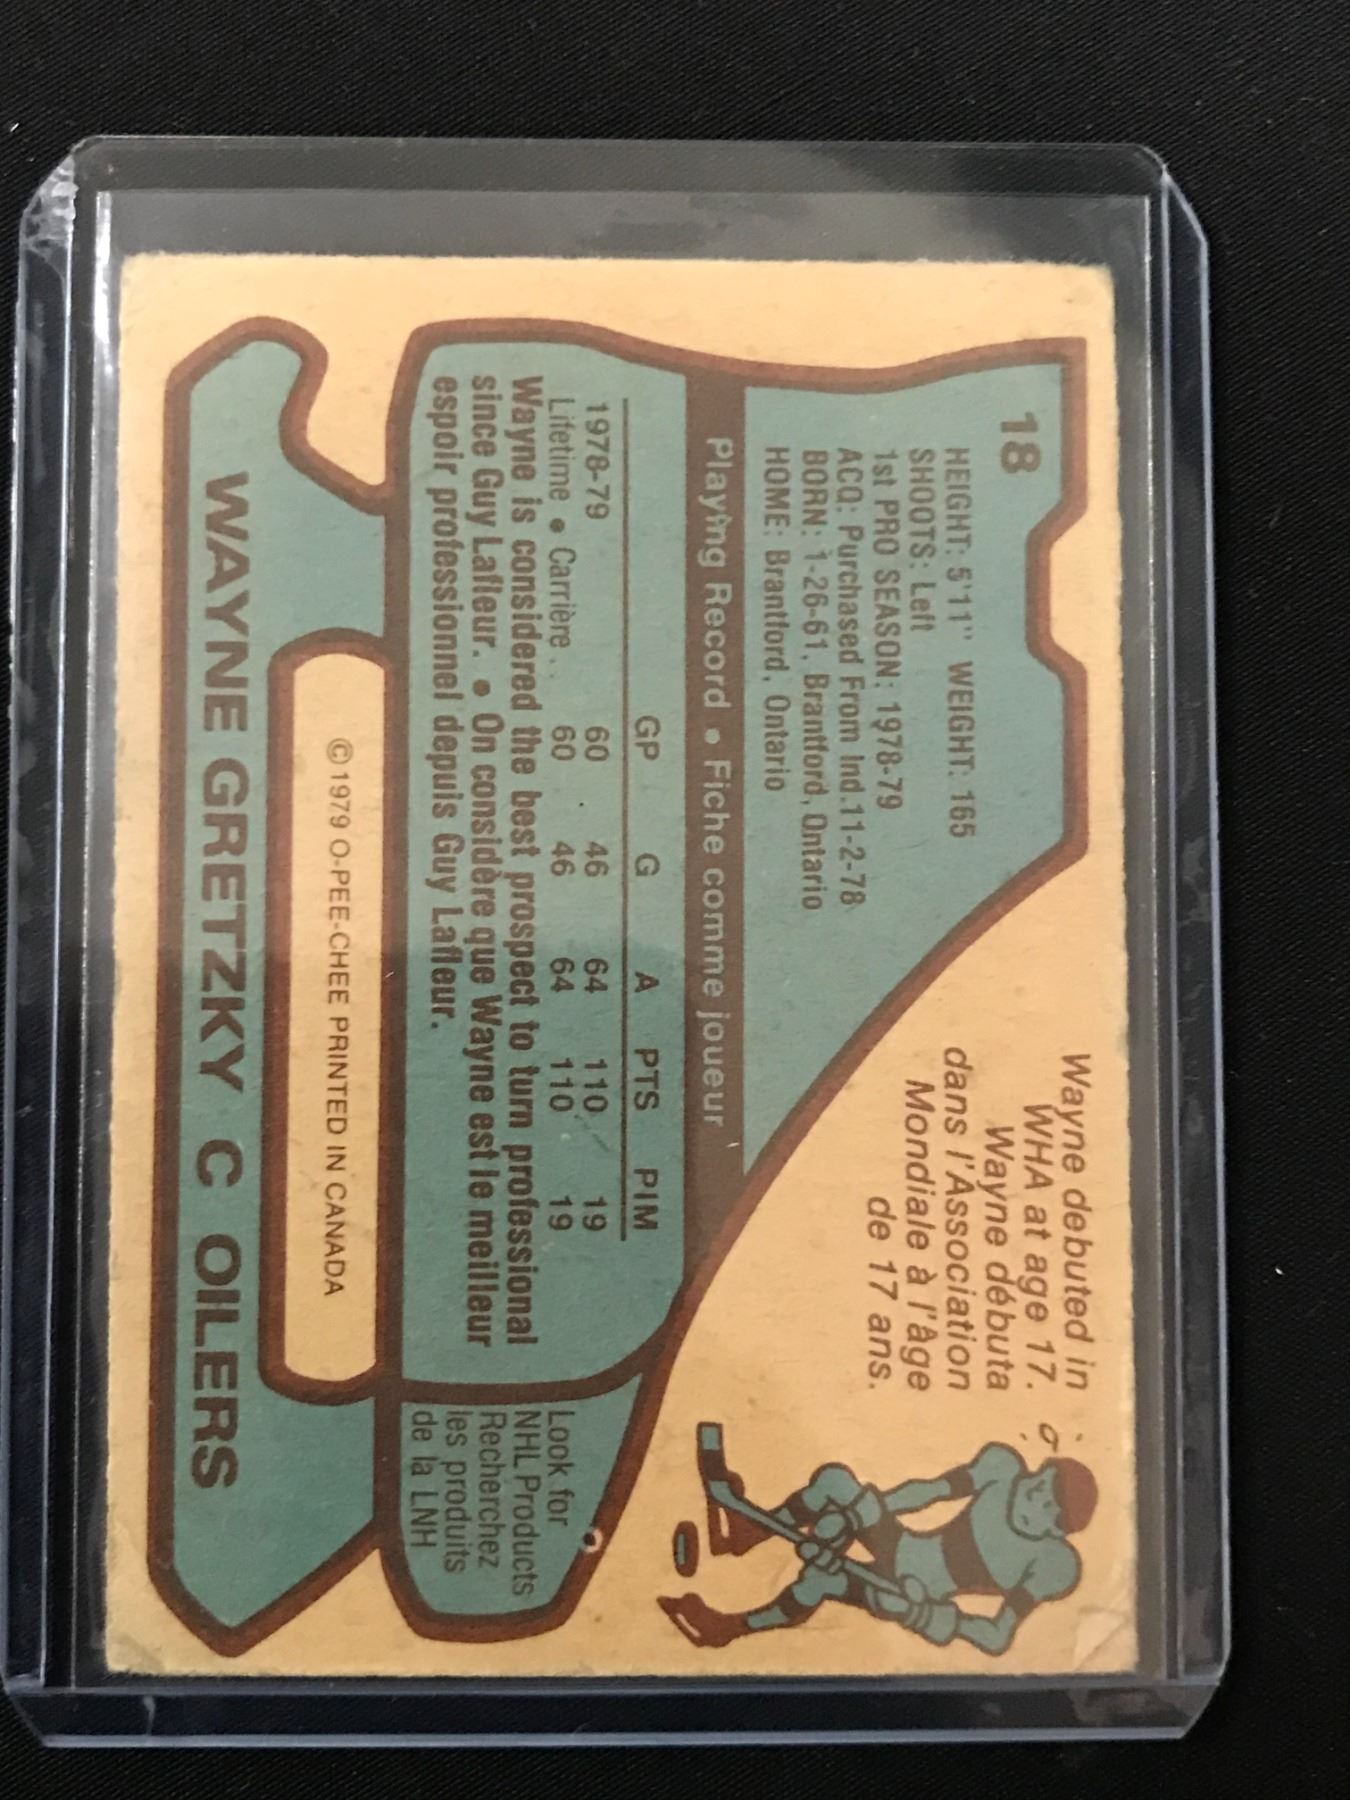 18
HEIGHT: 5'11" WEIGHT: 165
SHOOTS: Left
1st PRO SEASON: 1978-79
ACQ: Purchased From Ind.11-2-78
BORN: 1-26-61, Brantford, Ontario
HOME: Brantford, Ontario
Wayne debuted in
WHA at age 17.
Wayne débuta
dans l'Association
Mondiale à l'âge
de 17 ans.
Playing Record • Fiche comme joueur
GP G A PTS PIM
1978-79 60 46 64 110 19
Lifetime • Carrière .. 60 46 64 110 19
Wayne is considered the best prospect to turn professional
since Guy Lafleur. • On considère que Wayne est le meilleur
espoir professionnel depuis Guy Lafleur.
Look for
NHL Products
Recherchez
les produits
de la LNH
© 1979 O-PEE-CHEE PRINTED IN CANADA
WAYNE GRETZKY C OILERS